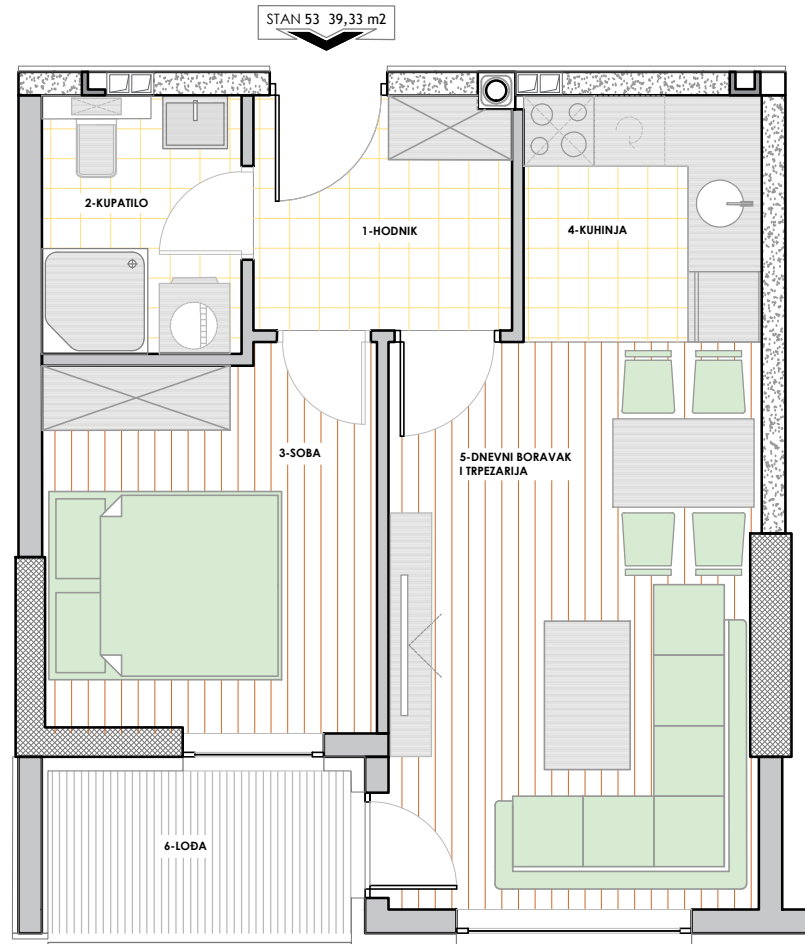 STAN 53 39,33 m2
2-KUPATILO
1-HODNIK
4-KUHINJA
3-SOBA
5-DNEVNI BORAVAK
I TRPEZARIJA
6-LOĐA